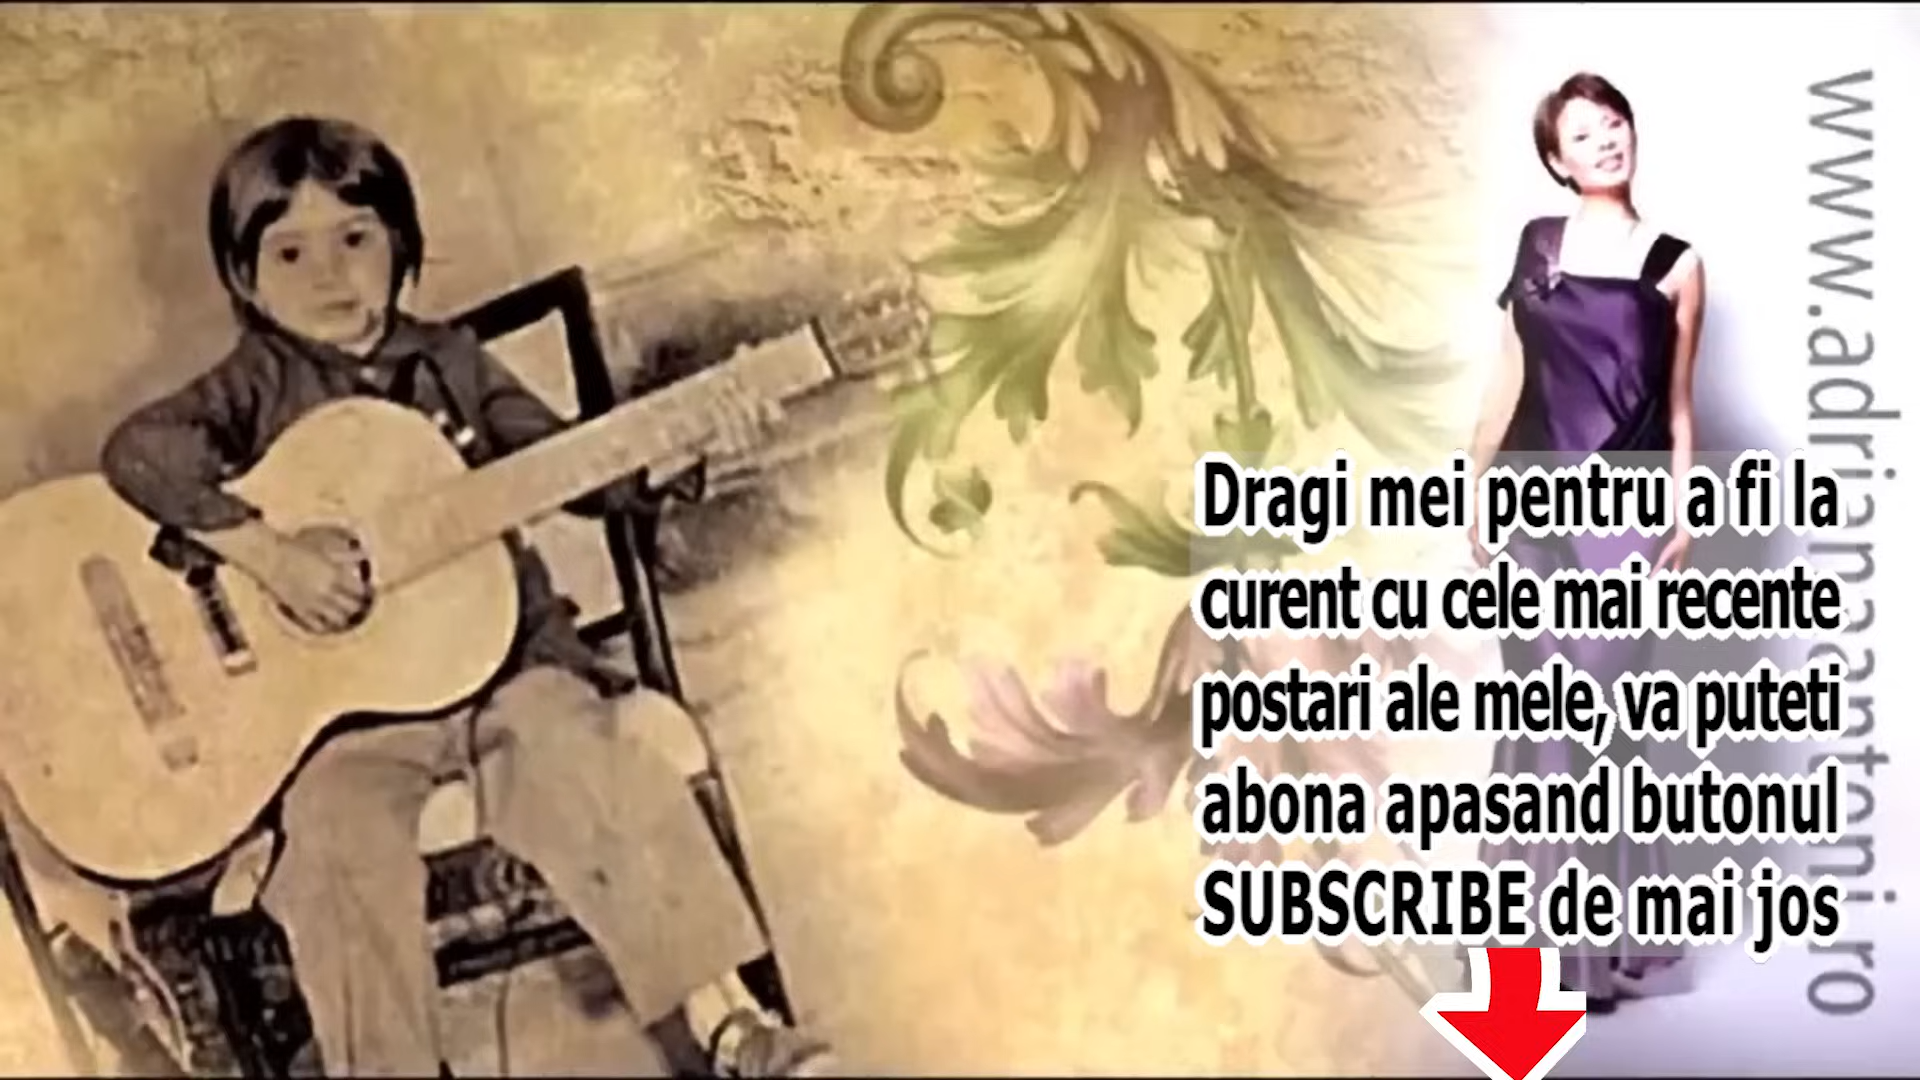 Dragi mei pentru a fi la
curent cu cele mai recente
postari ale mele, va puteti
abona apasand butonul
SUBSCRIBE de mai jos
www.adrianaantoni.ro